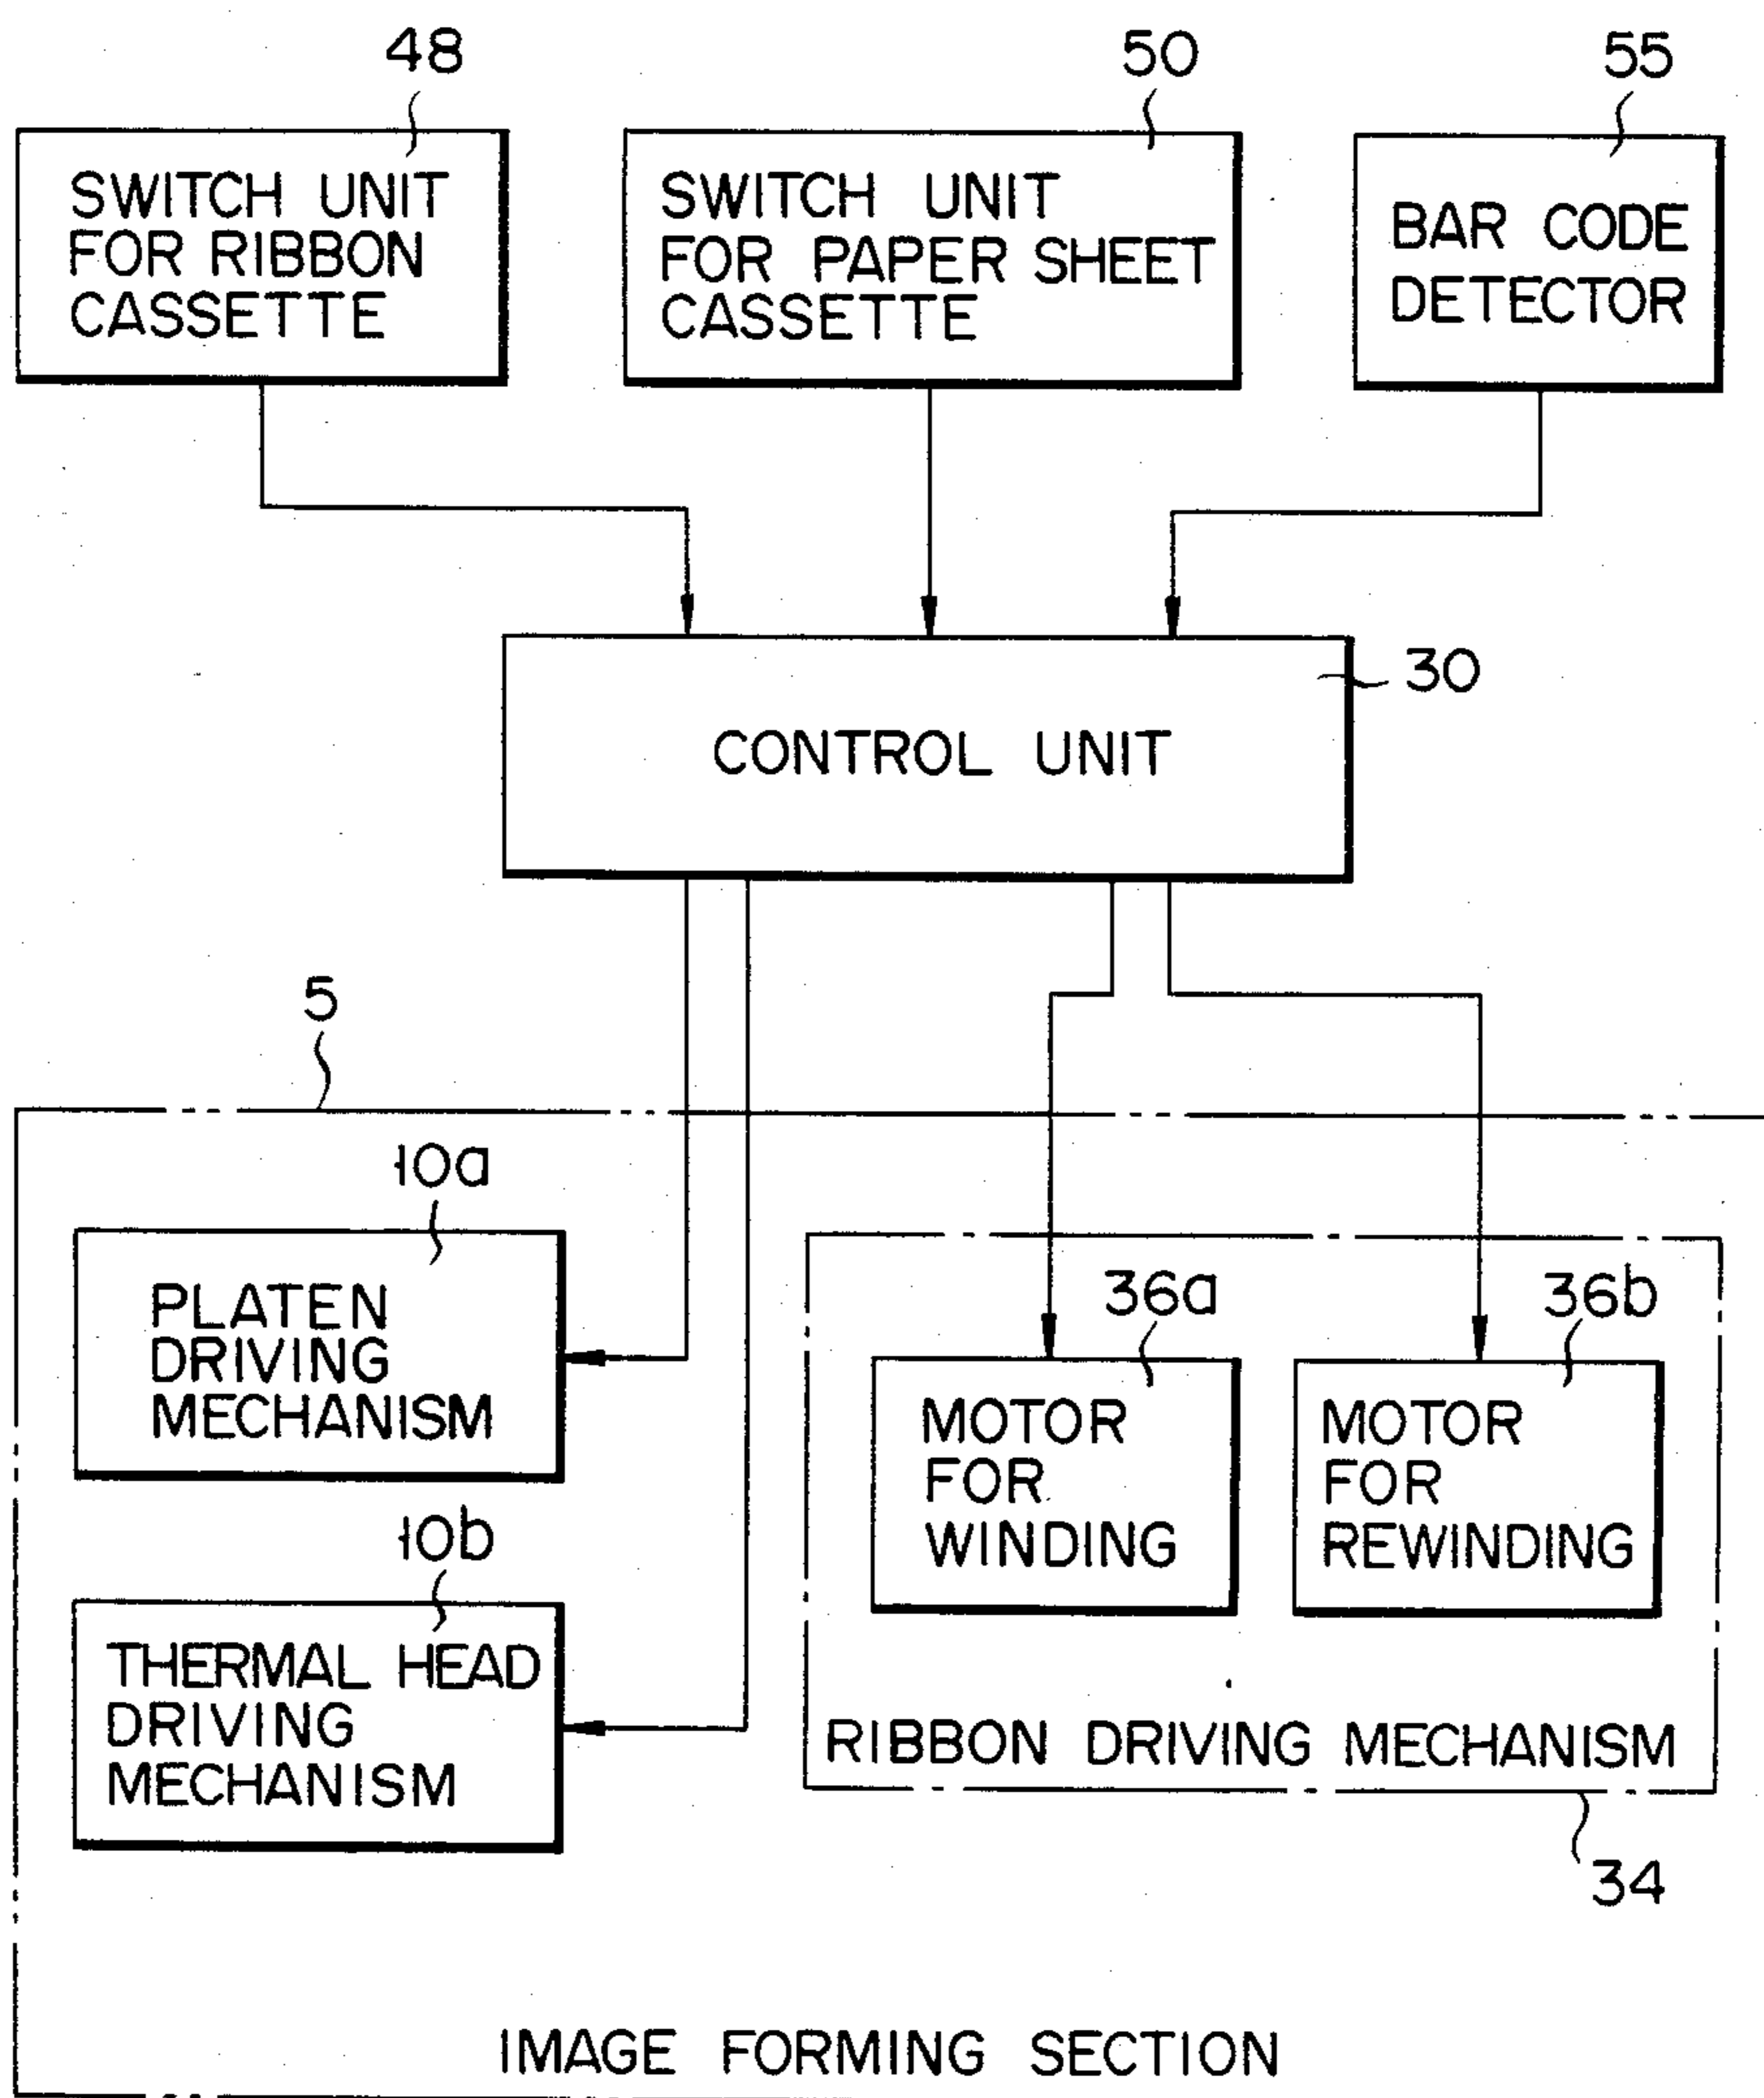 48
50
55
SWITCH UNIT
FOR RIBBON
CASSETTE
SWITCH UNIT
FOR PAPER SHEET
CASSETTE
BAR CODE
DETECTOR
30
CONTROL UNIT
5
10a
PLATEN
DRIVING
MECHANISM
36a
36b
MOTOR
FOR
WINDING
MOTOR
FOR
REWINDING
10b
THERMAL HEAD
DRIVING
MECHANISM
RIBBON DRIVING MECHANISM
34
IMAGE FORMING SECTION